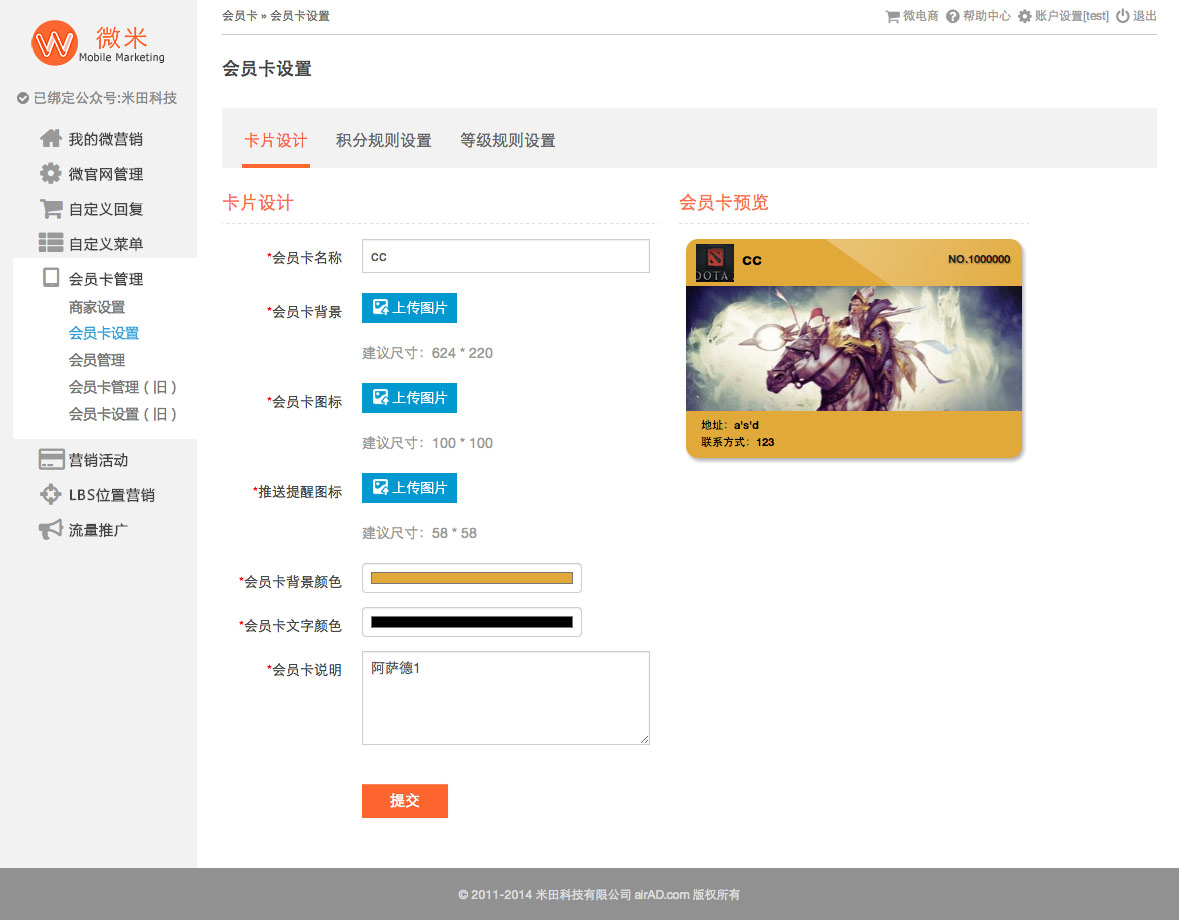 微米
Mobile Marketing
已绑定公众号:米田科技
我的微营销
微官网管理
自定义回复
自定义菜单
会员卡管理
商家设置
会员卡设置
会员管理
会员卡管理（旧）
会员卡设置（旧）
营销活动
LBS位置营销
流量推广
会员卡 » 会员卡设置
微电商 帮助中心 账户设置[test] 退出
会员卡设置
卡片设计 积分规则设置 等级规则设置
卡片设计
*会员卡名称 cc
*会员卡背景 上传图片
建议尺寸：624 * 220
*会员卡图标 上传图片
建议尺寸：100 * 100
*推送提醒图标 上传图片
建议尺寸：58 * 58
*会员卡背景颜色
*会员卡文字颜色
*会员卡说明 阿萨德1
提交
会员卡预览
DOTA
cc
NO.1000000
地址：a's'd
联系方式：123
© 2011-2014 米田科技有限公司 airAD.com 版权所有